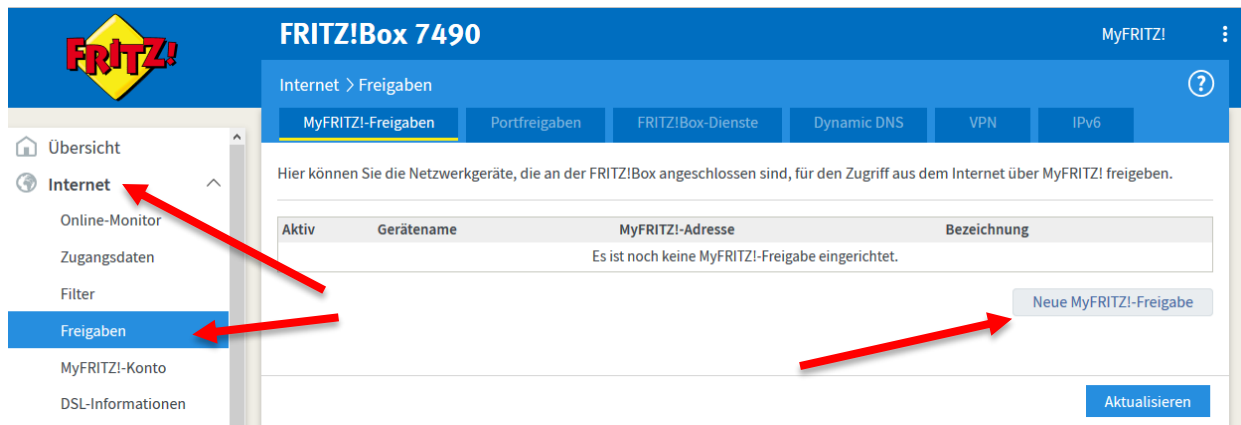 FRITZ!
FRITZ!Box 7490
MyFRITZ!
Internet > Freigaben
?
MyFRITZ!-Freigaben
Portfreigaben
FRITZ!Box-Dienste
Dynamic DNS
VPN
IPv6
Übersicht
Internet
Online-Monitor
Zugangsdaten
Filter
Freigaben
MyFRITZ!-Konto
DSL-Informationen
Hier können Sie die Netzwerkgeräte, die an der FRITZ!Box angeschlossen sind, für den Zugriff aus dem Internet über MyFRITZ! freigeben.
Aktiv Gerätename MyFRITZ!-Adresse Bezeichnung
Es ist noch keine MyFRITZ!-Freigabe eingerichtet.
Neue MyFRITZ!-Freigabe
Aktualisieren